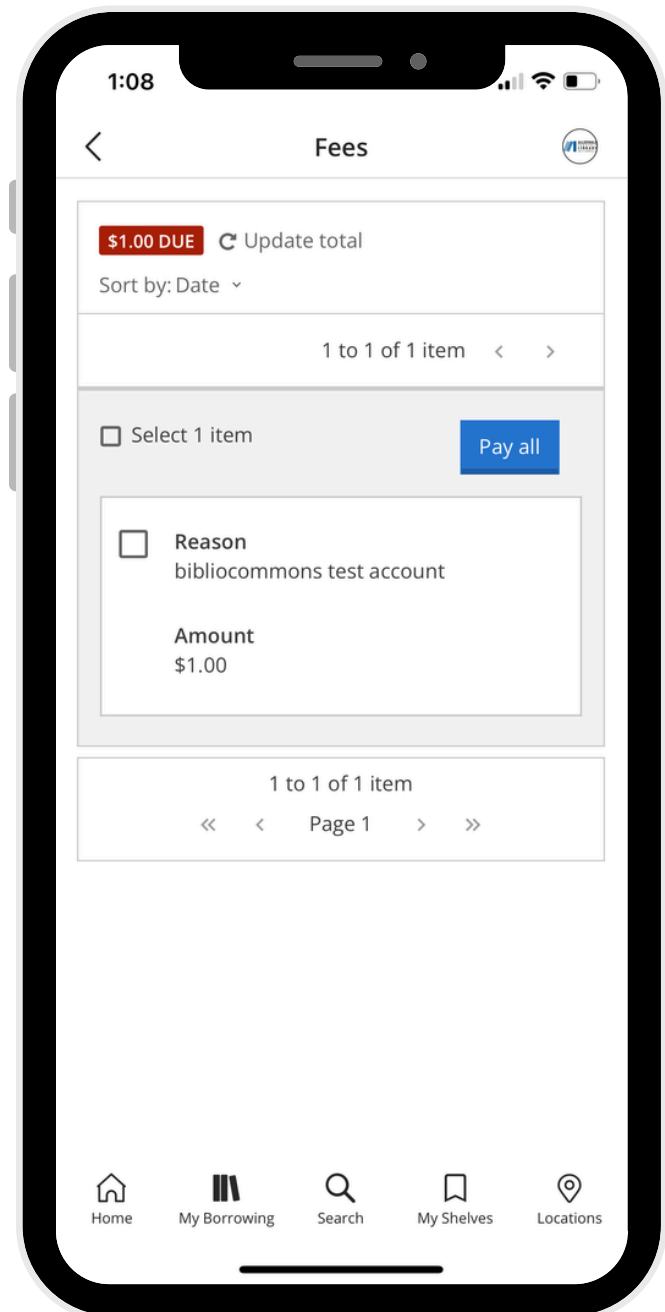 1:08
Fees
$1.00 DUE Update total
Sort by: Date
1 to 1 of 1 item
Select 1 item
Pay all
Reason
bibliocommons test account
Amount
$1.00
1 to 1 of 1 item
Page 1
Home My Borrowing Search My Shelves Locations